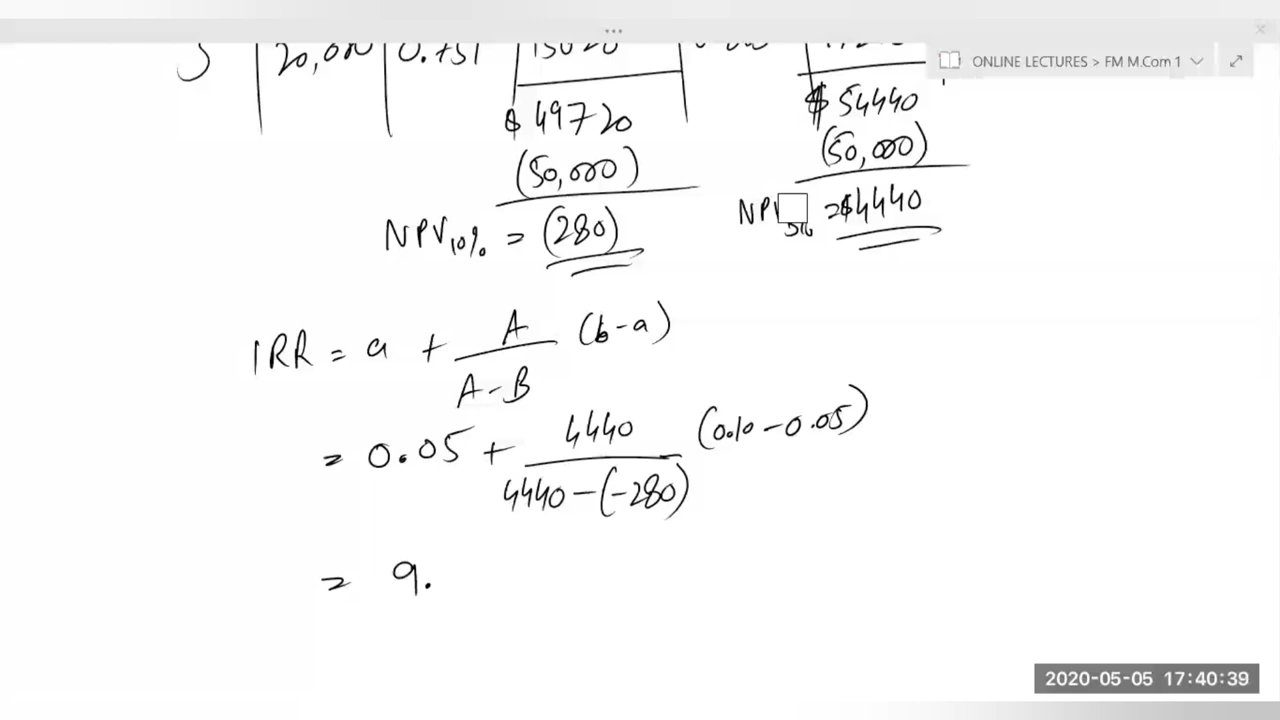 ONLINE LECTURES > FM M.Com 1
3 20,000 0.751 15020
$ 49720 $ 54440
(50,000) (50,000)
NPV10% = (280) NPV5% = $4440
IRR = a + A/(A-B) (b-a)
= 0.05 + 4440/(4440-(-280)) (0.10-0.05)
= 9.
2020-05-05 17:40:39